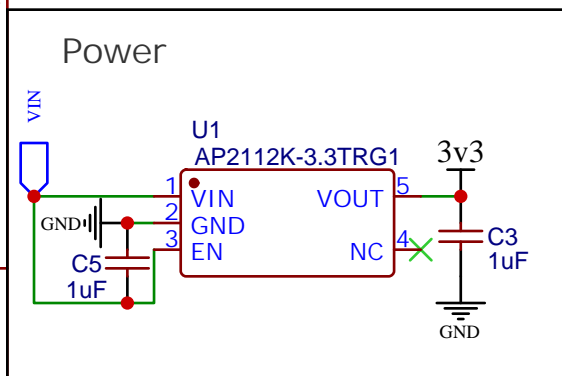 Power
VIN
U1
AP2112K-3.3TRG1
3v3
1
VIN
VOUT
5
GND
2
GND
3
EN
NC
4
C3
1uF
C5
1uF
GND